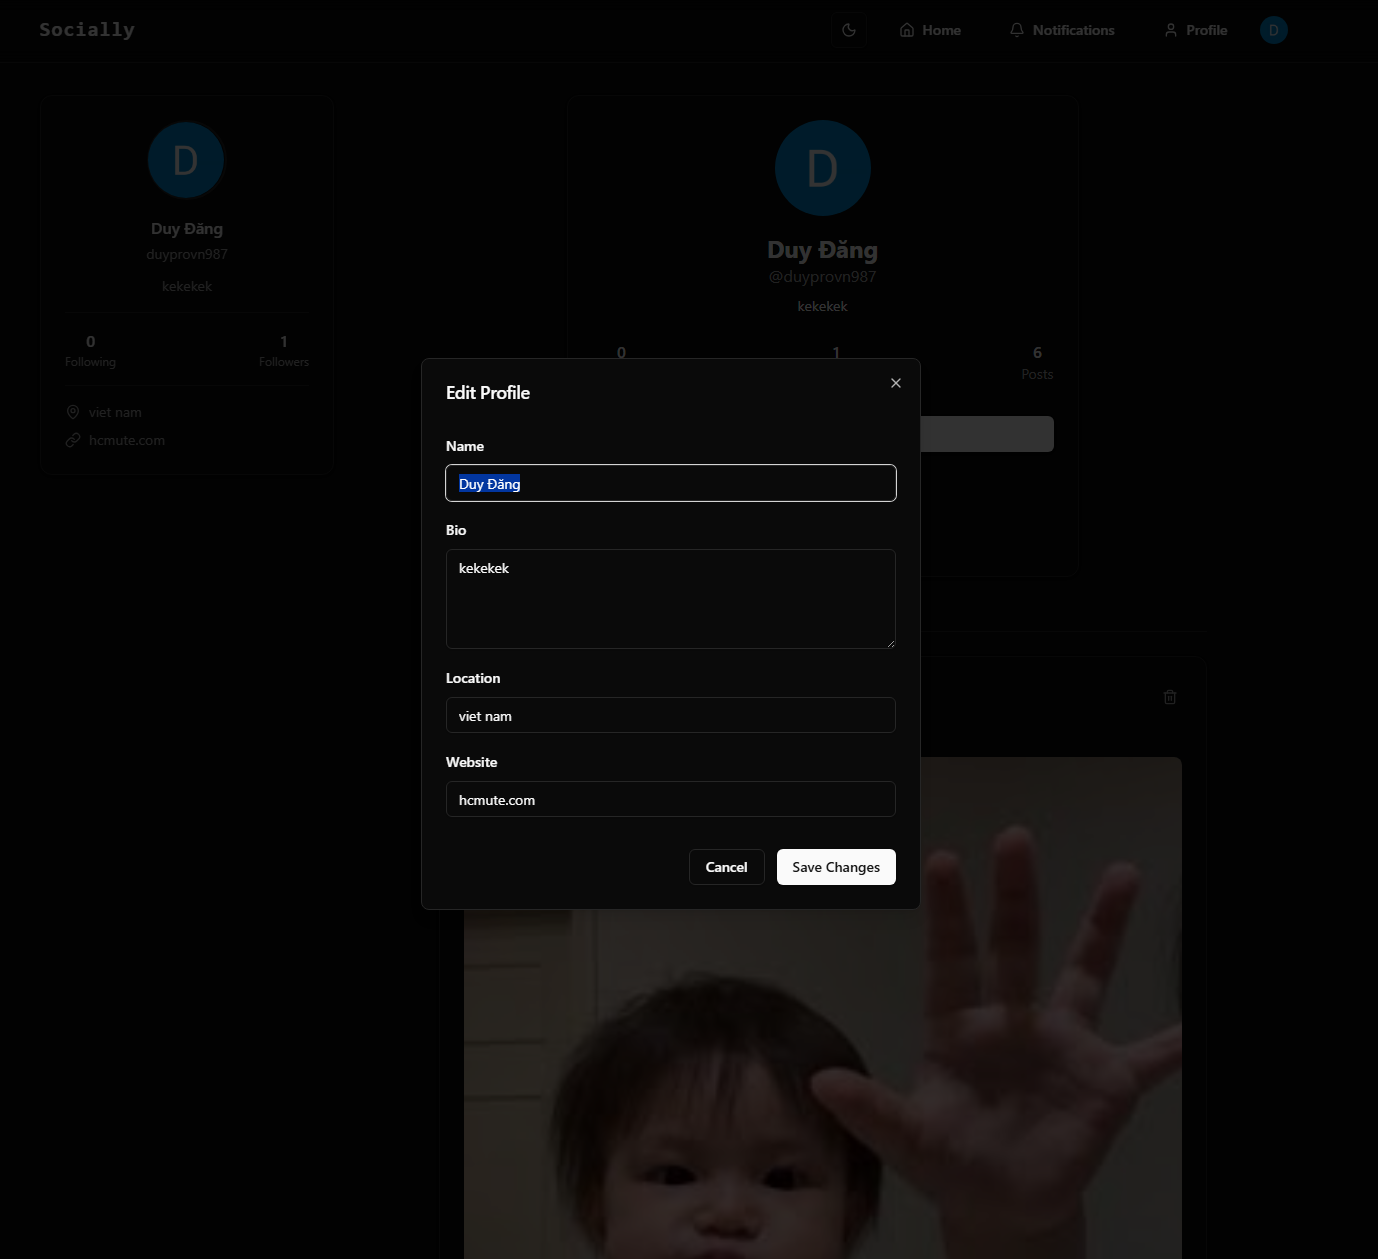 Socially
Home
Notifications
Profile
D
D
Duy Đăng
duyprovn987
kekekek
0
1
Following
Followers
viet nam
hcmute.com
D
Duy Đăng
@duyprovn987
kekekek
0
1
6
Posts
Edit Profile
Name
Duy Đăng
Bio
kekekek
Location
viet nam
Website
hcmute.com
Cancel
Save Changes